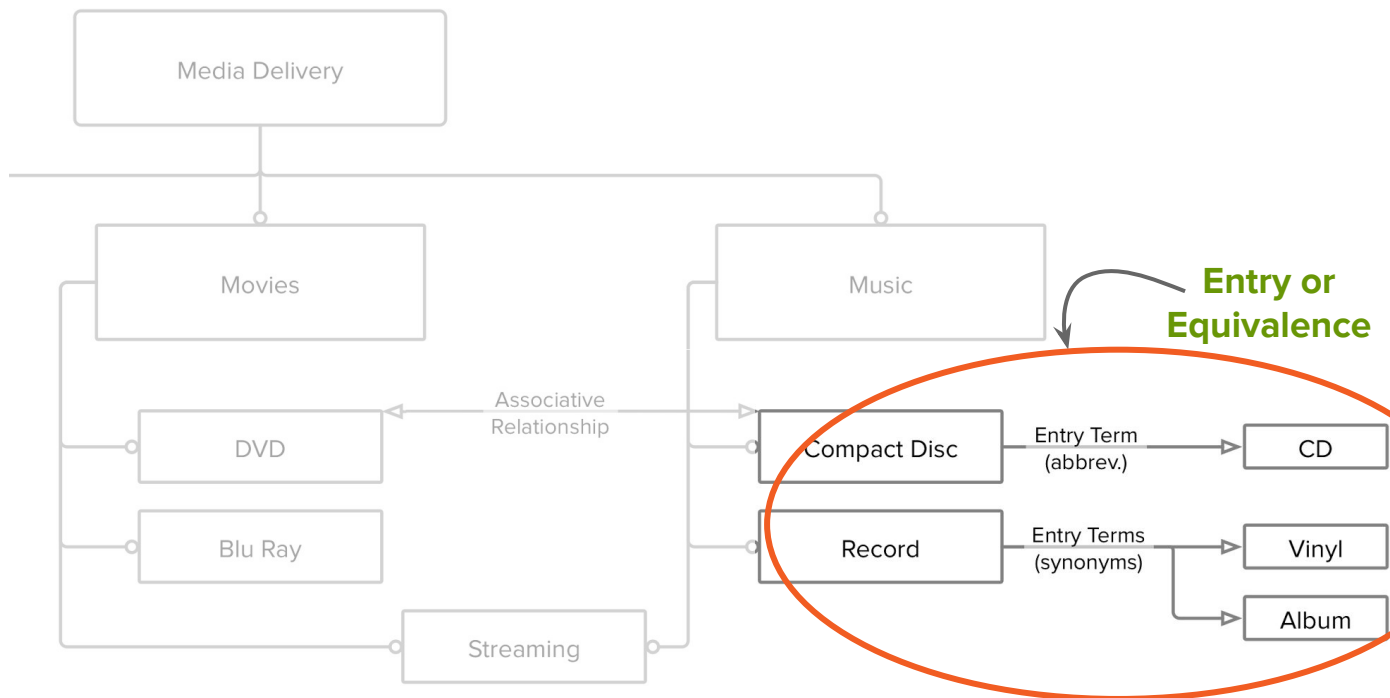 Media Delivery
Movies
Music
Entry or
Equivalence
Associative
Relationship
DVD
Compact Disc
Entry Term
(abbrev.)
CD
Blu Ray
Record
Entry Terms
(synonyms)
Vinyl
Album
Streaming